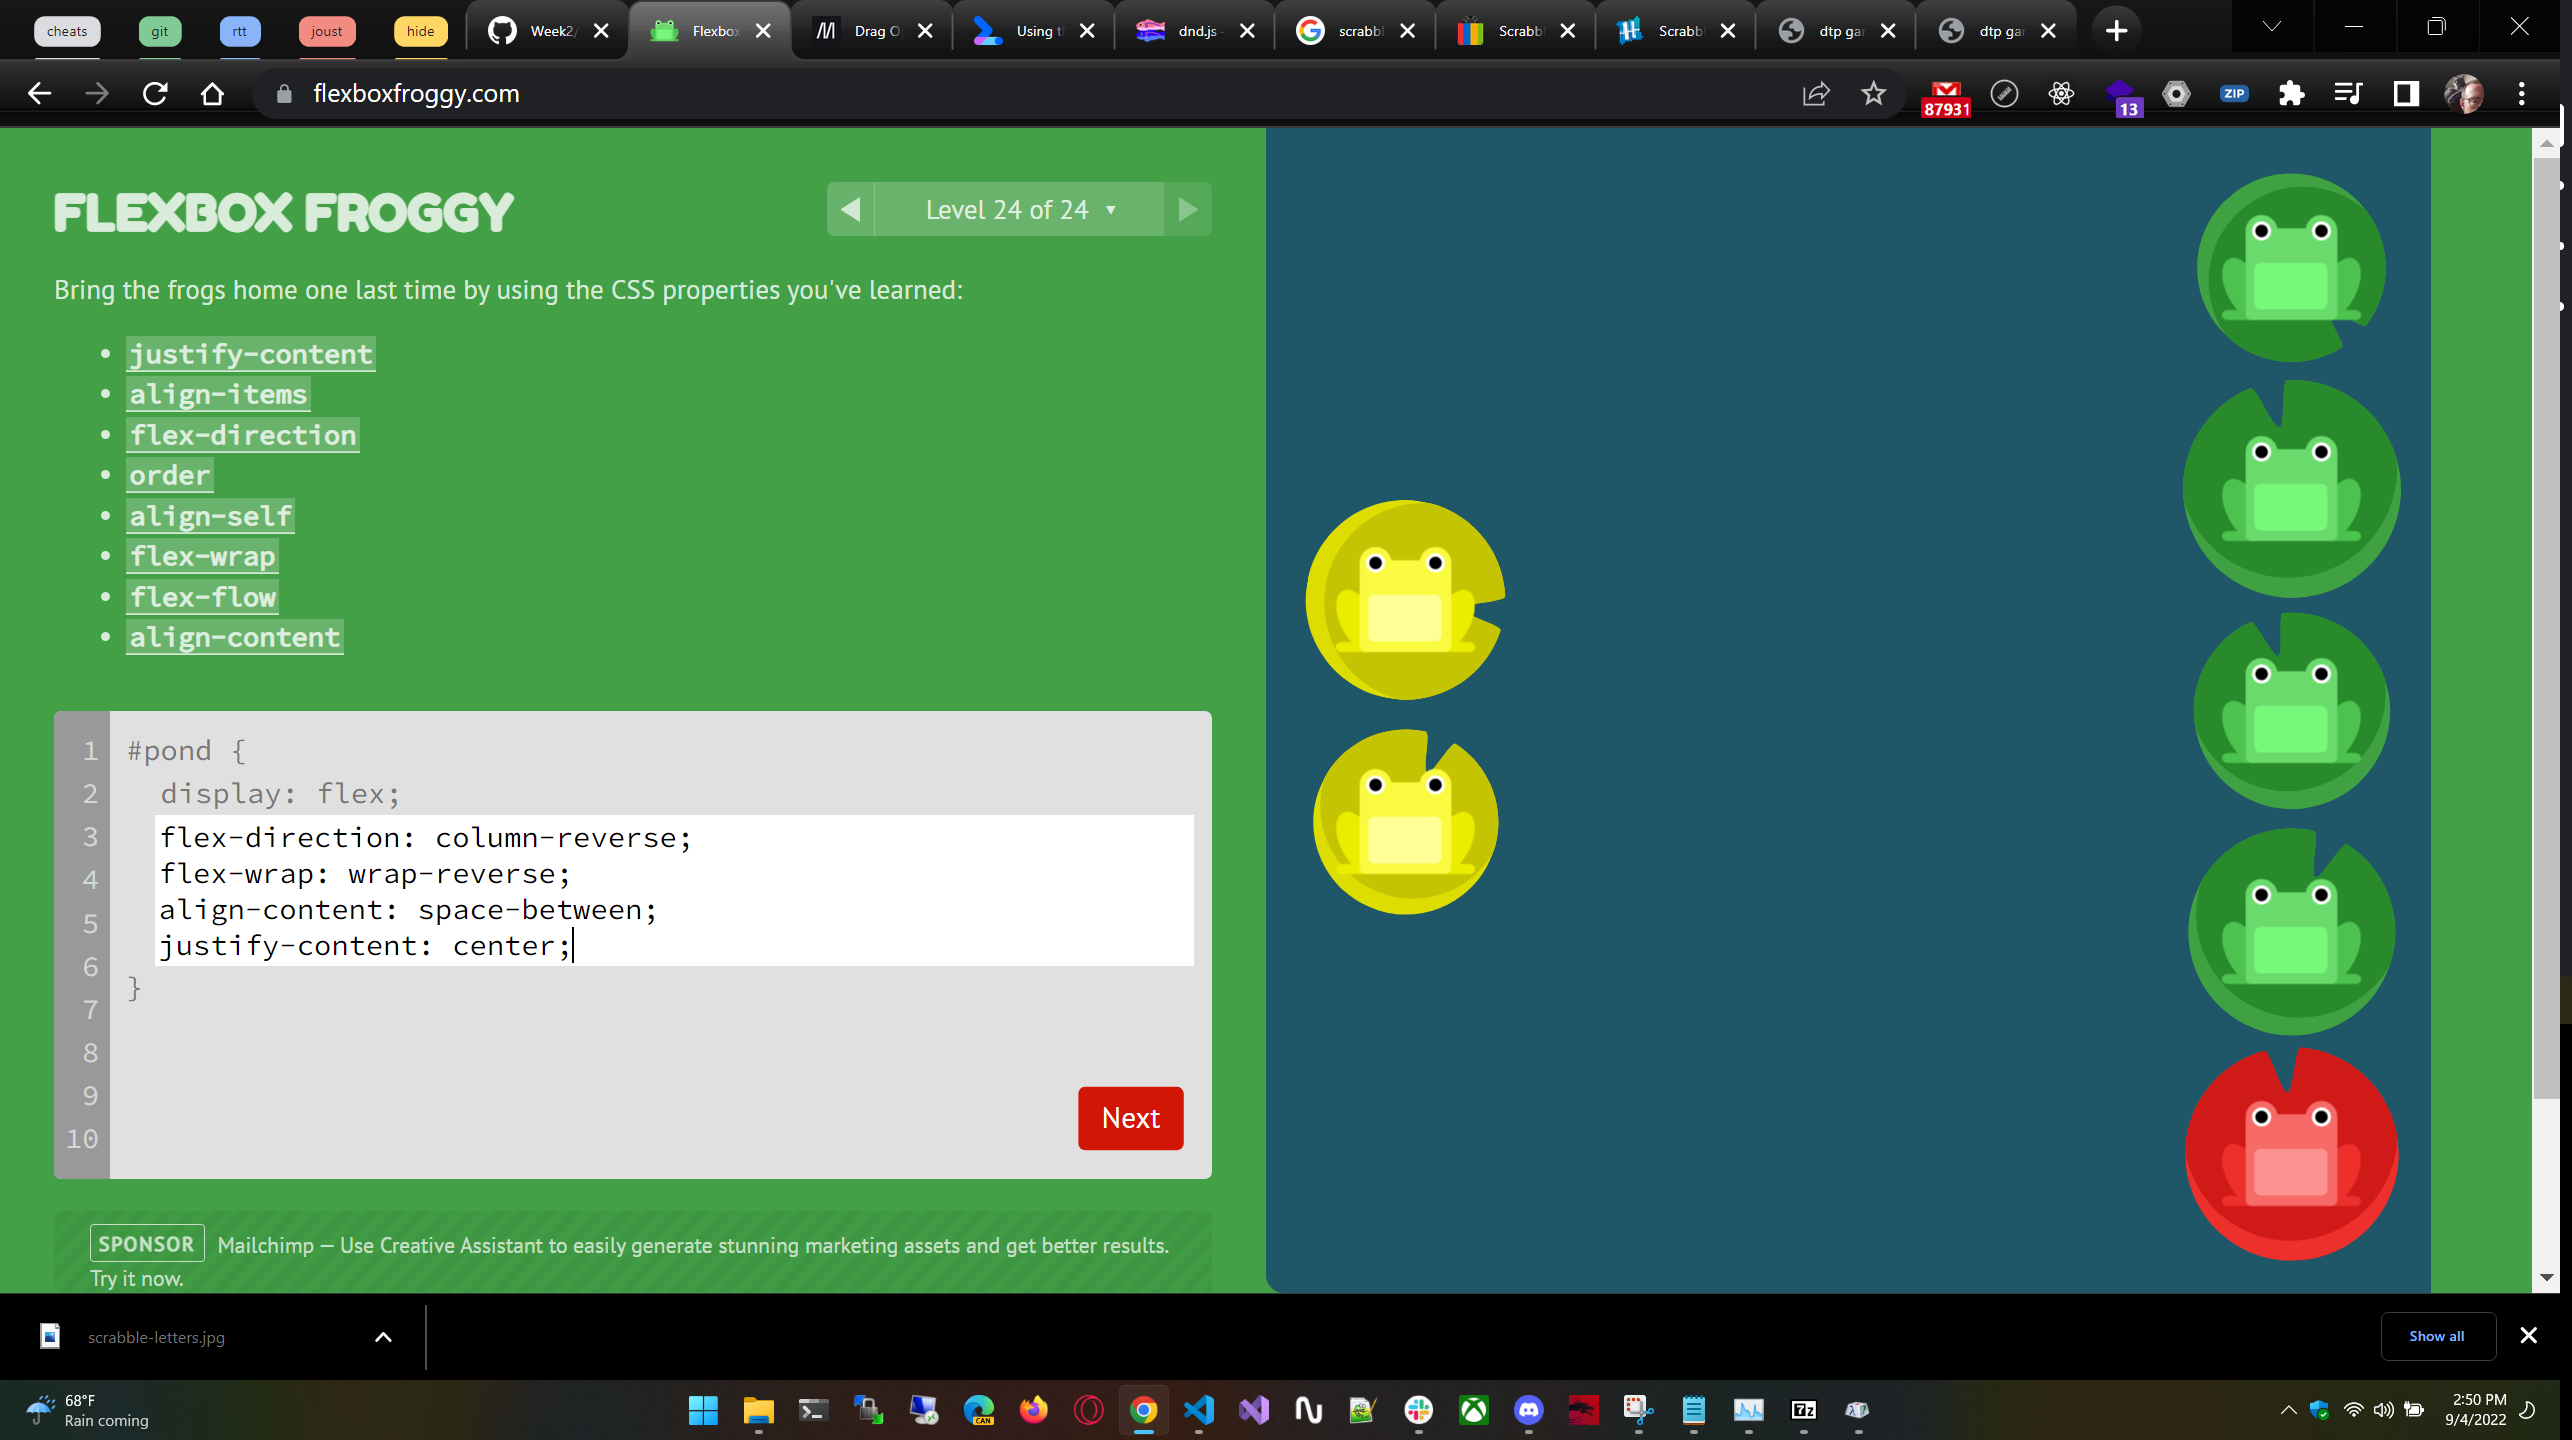 cheats
git
rtt
joust
hide
Week2/
Flexbox
Drag O
Using t
dnd.js -
scrabbl
Scrabbl
Scrabbl
dtp gar
dtp gar
flexboxfroggy.com
87931
13
ZIP
FLEXBOX FROGGY
Level 24 of 24 ▼
Bring the frogs home one last time by using the CSS properties you've learned:
• justify-content
• align-items
• flex-direction
• order
• align-self
• flex-wrap
• flex-flow
• align-content
1 #pond {
2 display: flex;
3 flex-direction: column-reverse;
4 flex-wrap: wrap-reverse;
5 align-content: space-between;
6 justify-content: center;
7 }
8
9
10
Next
SPONSOR Mailchimp — Use Creative Assistant to easily generate stunning marketing assets and get better results.
Try it now.
scrabble-letters.jpg
Show all
68°F
Rain coming
CAN
7z
2:50 PM
9/4/2022